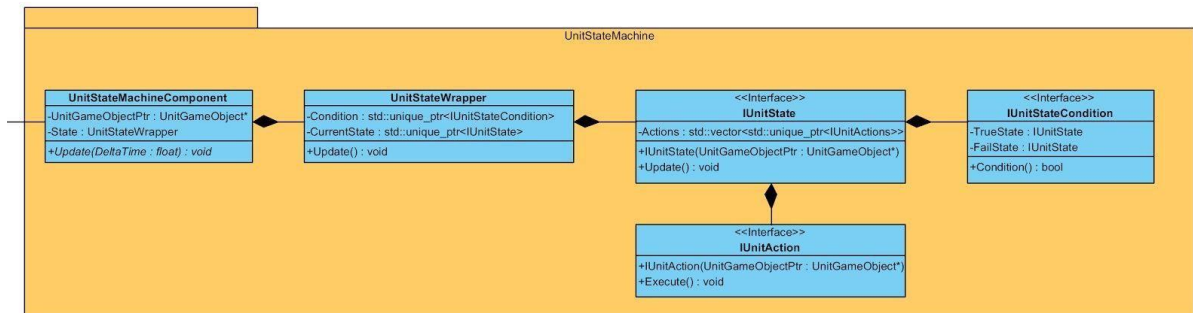 UnitStateMachine
UnitStateMachineComponent
-UnitGameObjectPtr : UnitGameObject*
-State : UnitStateWrapper
+Update(DeltaTime : float) : void
UnitStateWrapper
-Condition : std::unique_ptr<IUnitStateCondition>
-CurrentState : std::unique_ptr<IUnitState>
+Update() : void
<<Interface>>
IUnitState
-Actions : std::vector<std::unique_ptr<IUnitActions>>
+IUnitState(UnitGameObjectPtr : UnitGameObject*)
+Update() : void
<<Interface>>
IUnitStateCondition
-TrueState : IUnitState
-FailState : IUnitState
+Condition() : bool
<<Interface>>
IUnitAction
+IUnitAction(UnitGameObjectPtr : UnitGameObject*)
+Execute() : void